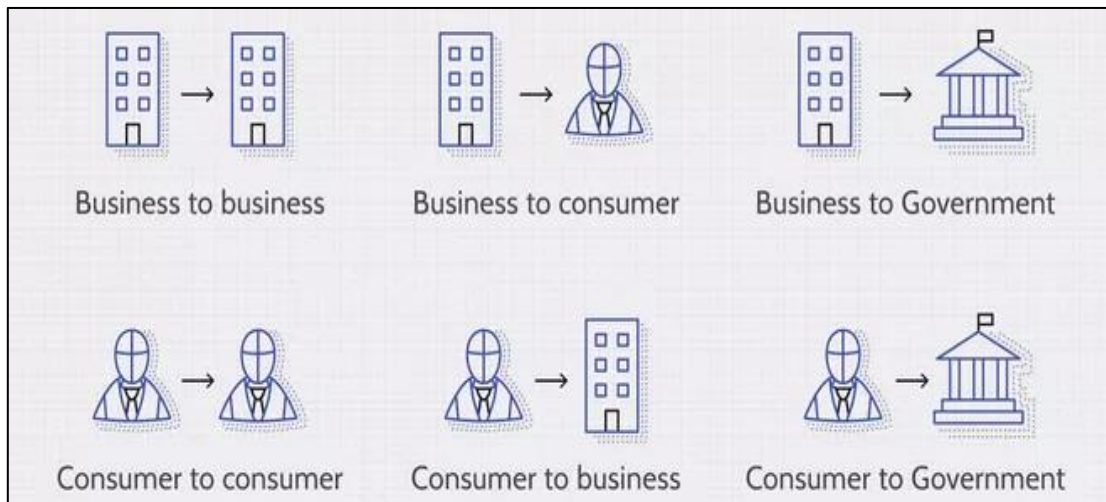 Business to business
Business to consumer
Business to Government
Consumer to consumer
Consumer to business
Consumer to Government